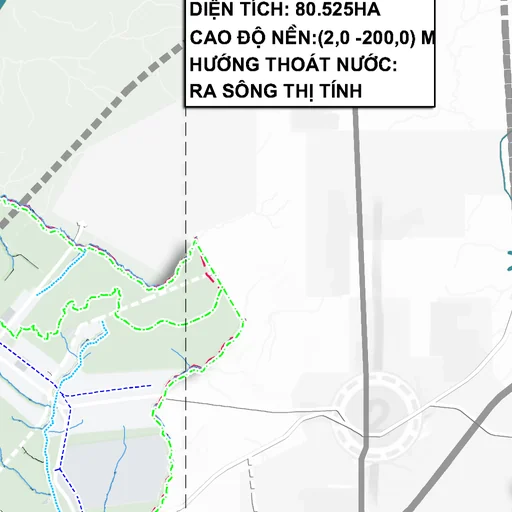 DIỆN TÍCH: 80.525HA
CAO ĐỘ NỀN:(2,0 -200,0) M
HƯỚNG THOÁT NƯỚC:
RA SÔNG THỊ TÍNH